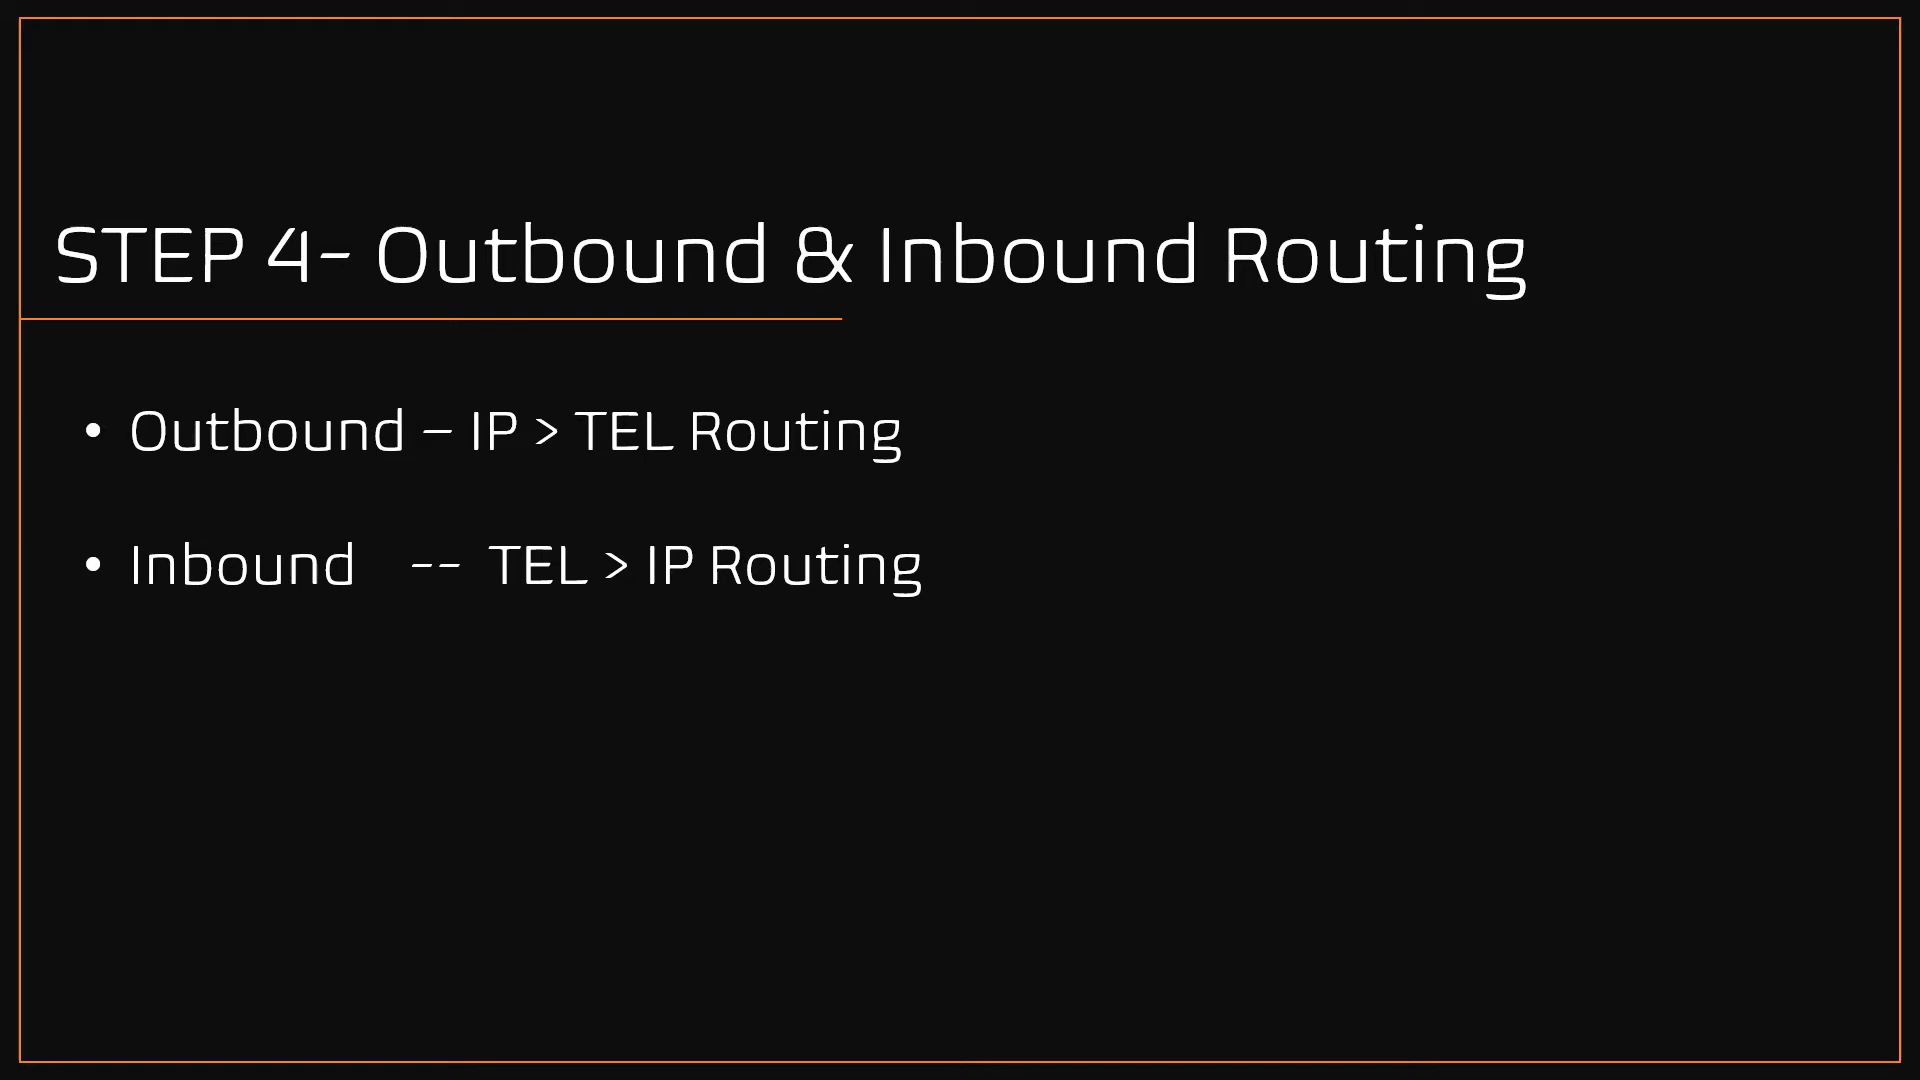 STEP 4- Outbound & Inbound Routing
• Outbound – IP > TEL Routing
• Inbound -- TEL > IP Routing